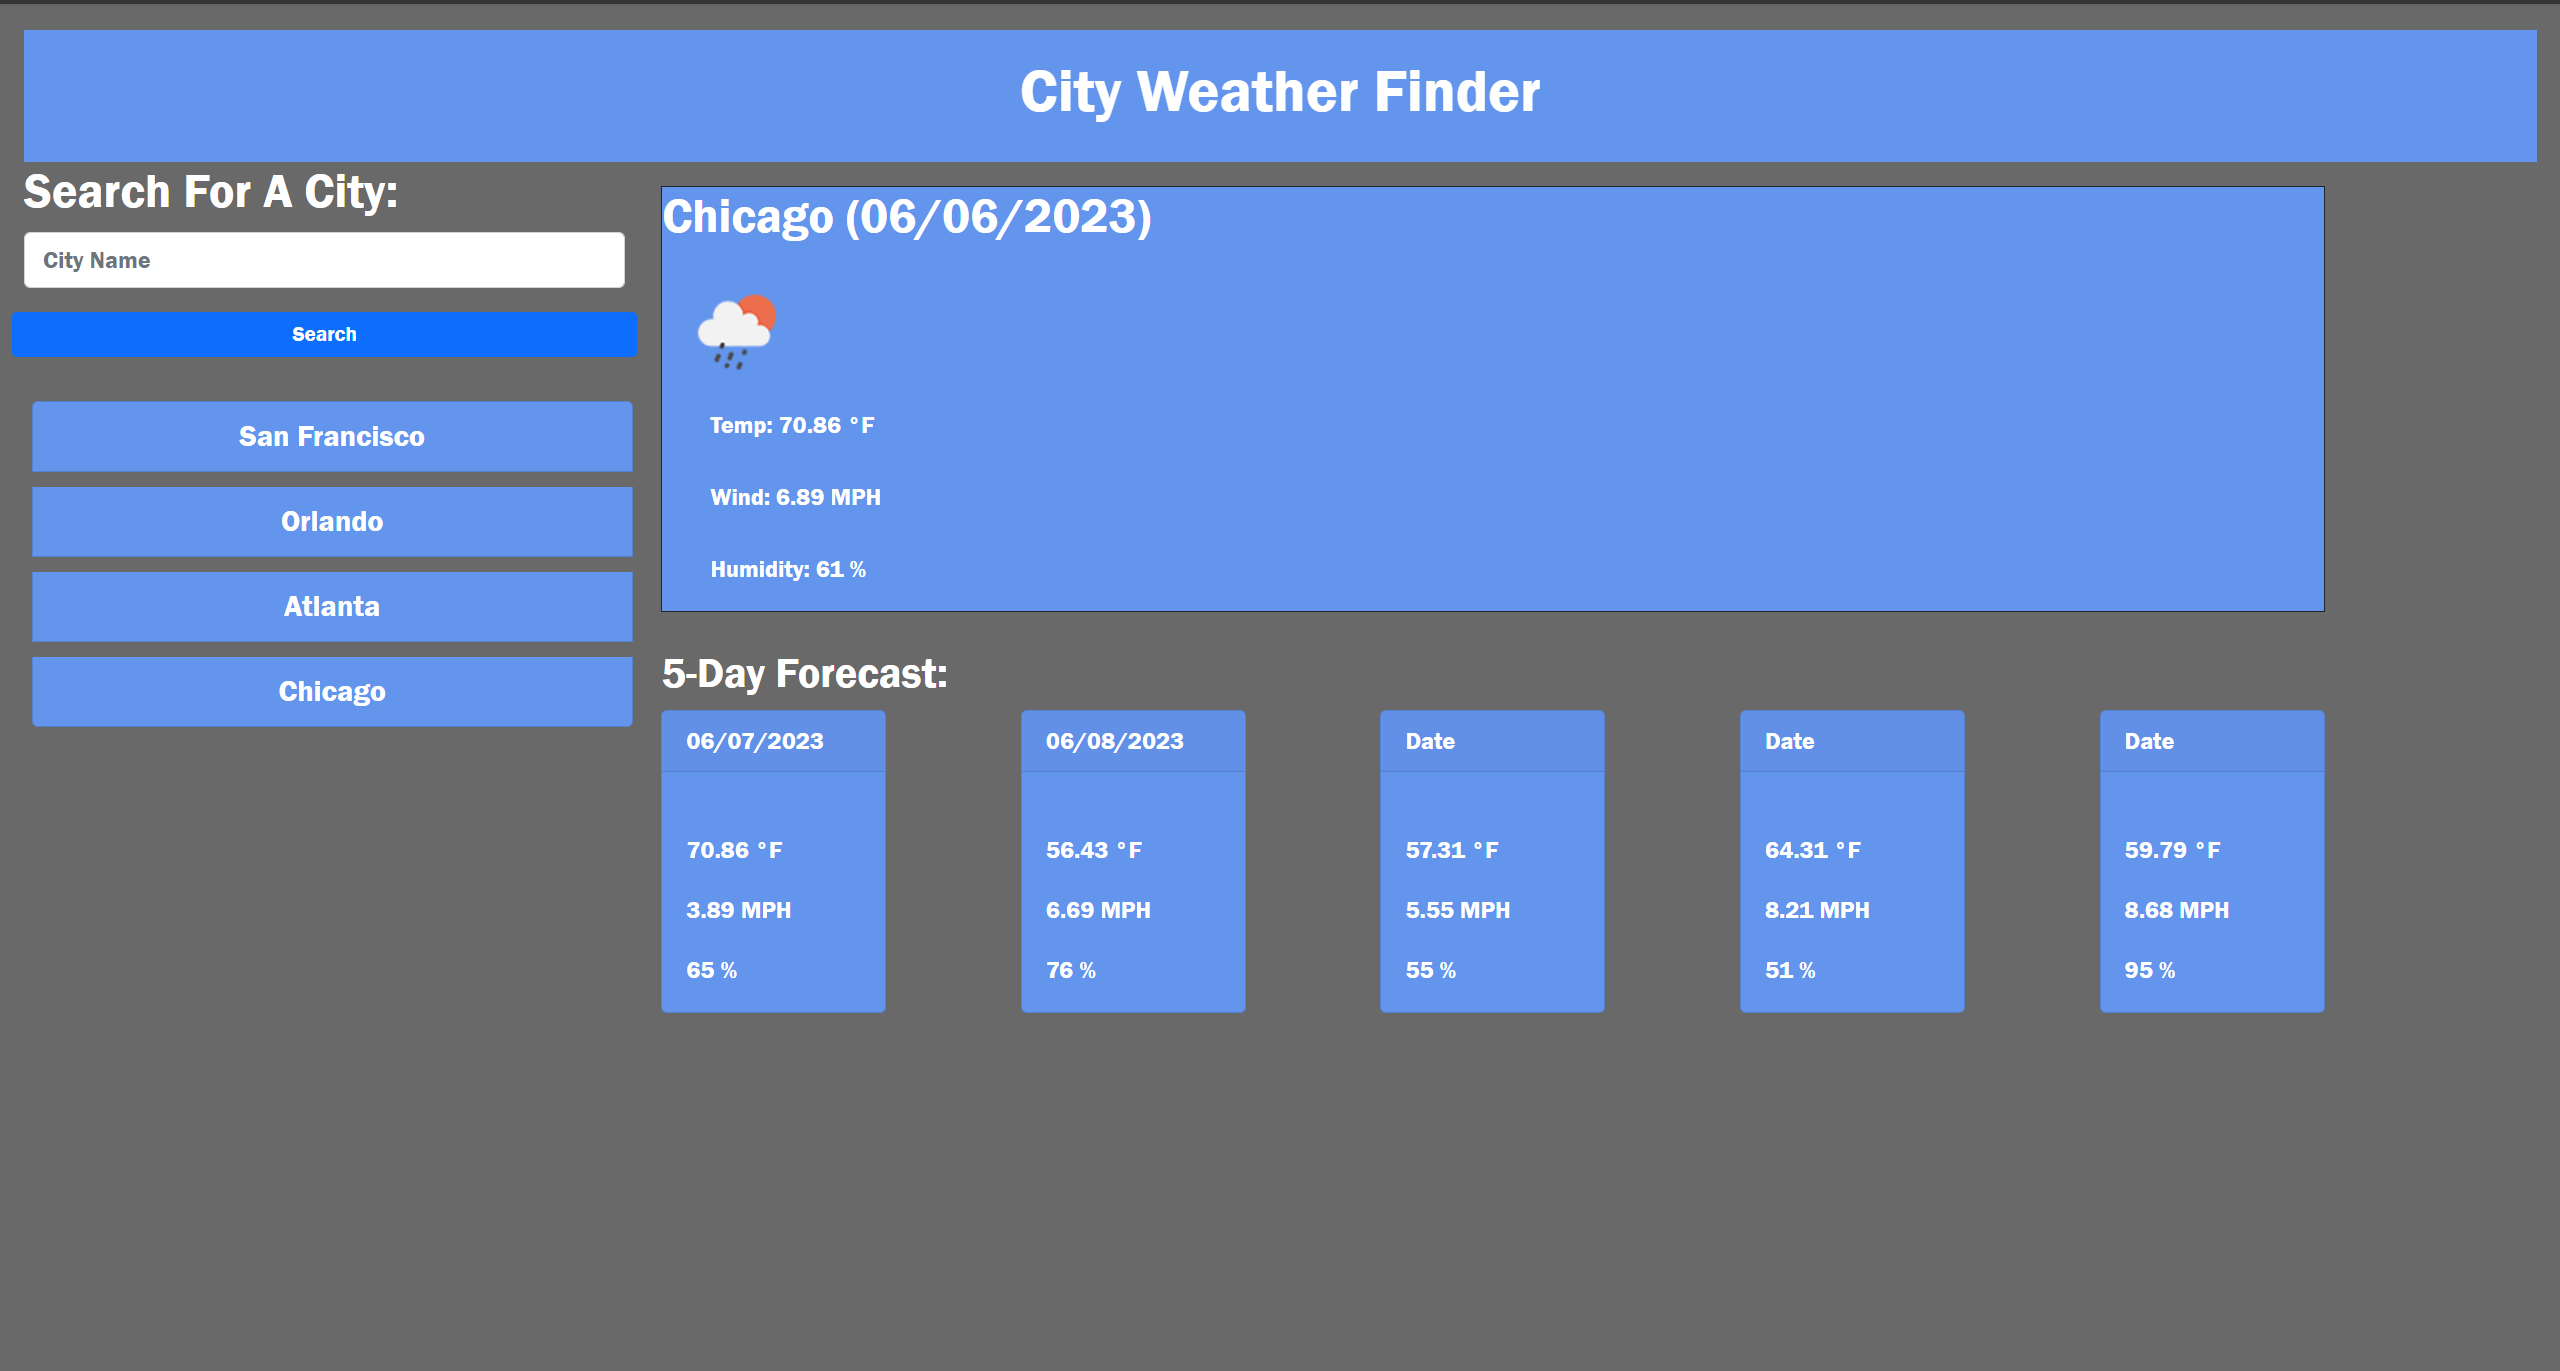 City Weather Finder
Search For A City:
City Name
Search
San Francisco
Orlando
Atlanta
Chicago
Chicago (06/06/2023)
Temp: 70.86 °F
Wind: 6.89 MPH
Humidity: 61 %
5-Day Forecast:
06/07/2023
70.86 °F
3.89 MPH
65 %
06/08/2023
56.43 °F
6.69 MPH
76 %
Date
57.31 °F
5.55 MPH
55 %
Date
64.31 °F
8.21 MPH
51 %
Date
59.79 °F
8.68 MPH
95 %